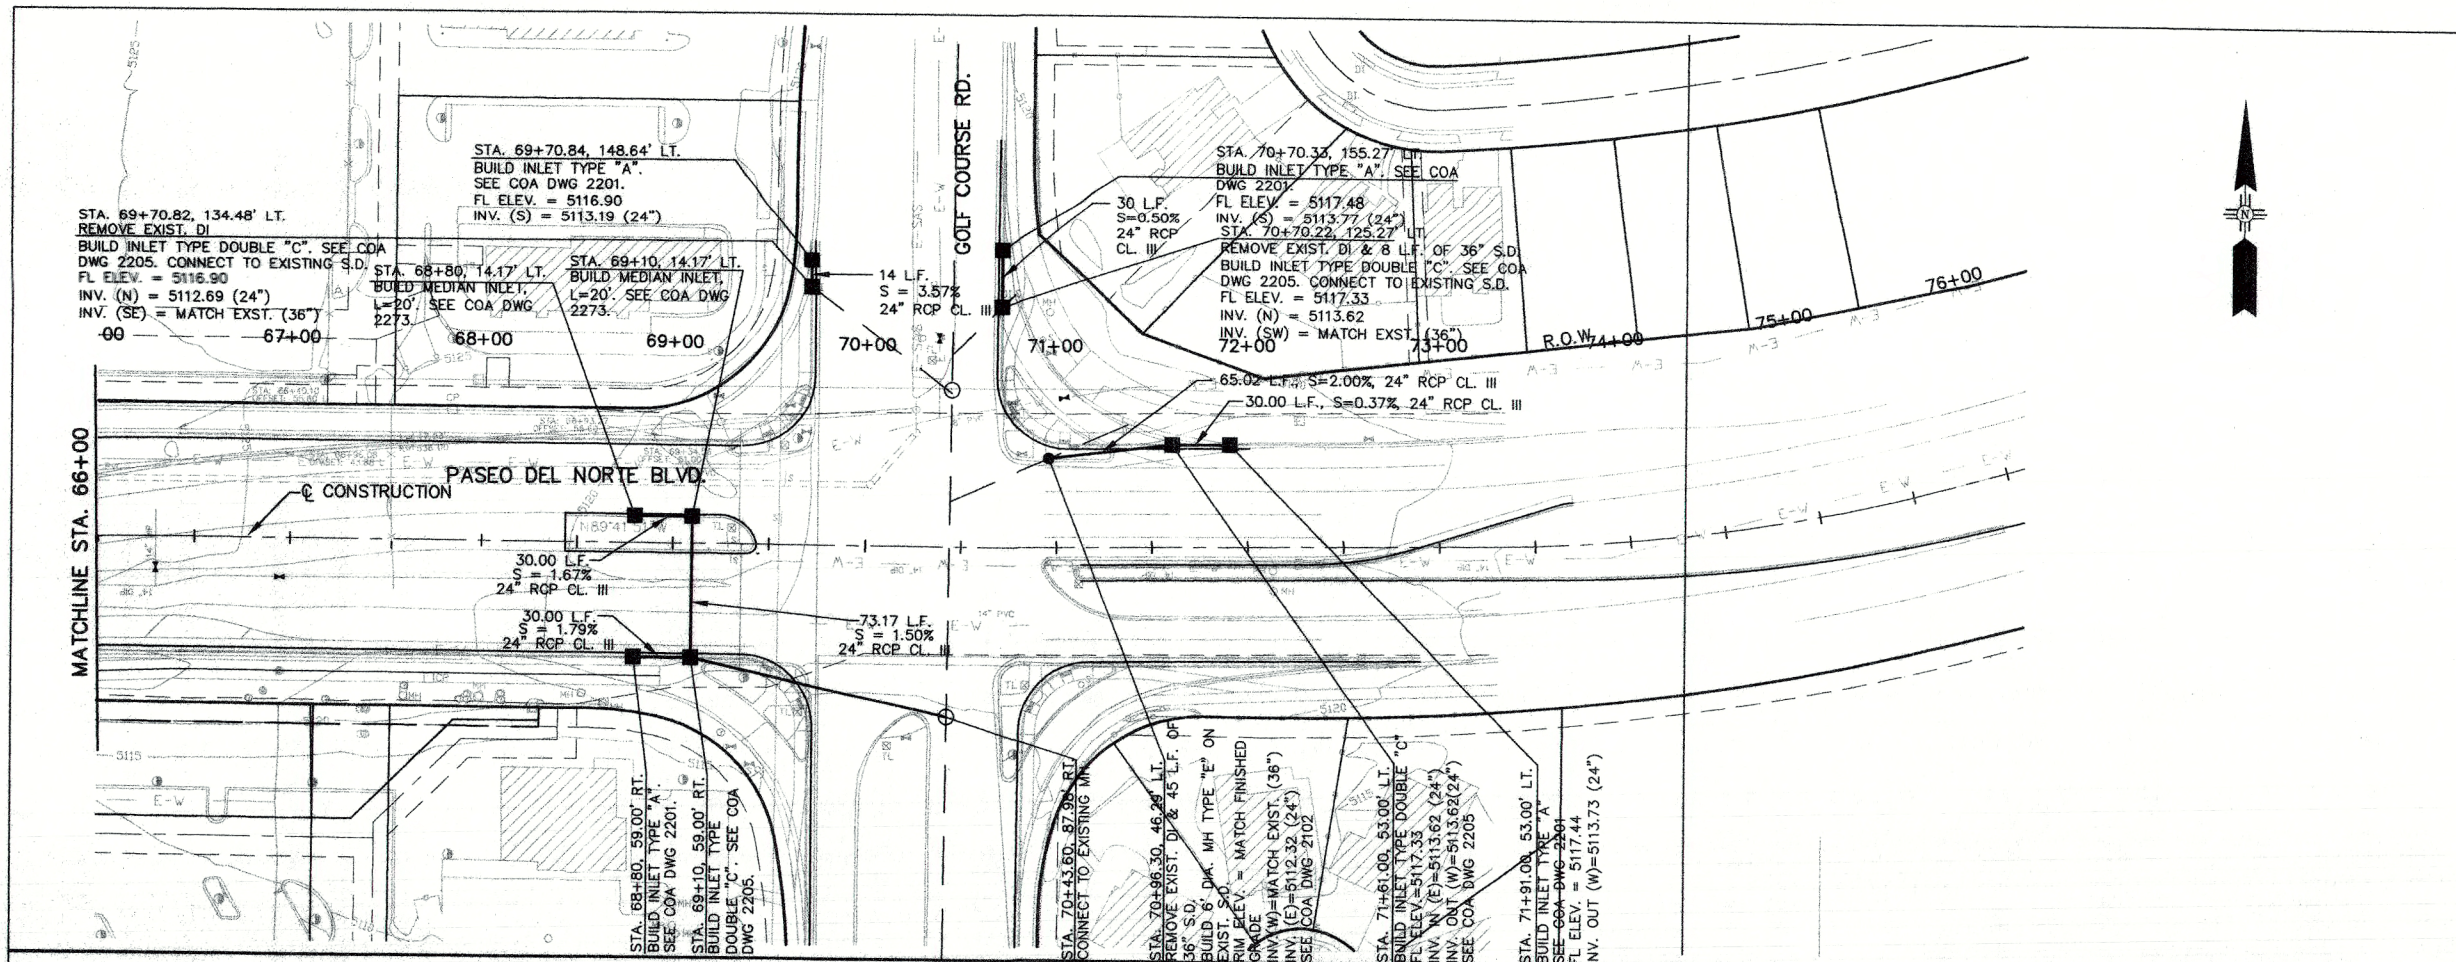 STA. 69+70.84, 148.64' LT.
BUILD INLET TYPE "A".
SEE COA DWG 2201.
FL ELEV. = 5116.90
INV. (S) = 5113.19 (24")
STA. 69+70.82, 134.48' LT.
REMOVE EXIST. DI
BUILD INLET TYPE DOUBLE "C". SEE COA
DWG 2205. CONNECT TO EXISTING S.D.
FL ELEV. = 5116.90
INV. (N) = 5112.69 (24")
INV. (SE) = MATCH EXST. (36")
STA. 68+80, 14.17' LT.
BUILD MEDIAN INLET,
L=20'. SEE COA DWG
2273.
STA. 69+10, 14.17' LT.
BUILD MEDIAN INLET,
L=20'. SEE COA DWG
2273.
14 L.F.
S = 3.57%
24" RCP CL. III
GOLF COURSE RD.
30 L.F.
S=0.50%
24" RCP
CL. III
STA. 70+70.33, 155.27' LT.
BUILD INLET TYPE "A". SEE COA
DWG 2201.
FL ELEV. = 5117.48
INV. (S) = 5113.77 (24")
STA. 70+70.22, 125.27' LT.
REMOVE EXIST. DI & 8 L.F. OF 36" S.D.
BUILD INLET TYPE DOUBLE "C". SEE COA
DWG 2205. CONNECT TO EXISTING S.D.
FL ELEV. = 5117.33
INV. (N) = 5113.62
INV. (SW) = MATCH EXST. (36")
N
00 67+00 68+00 69+00 70+00 71+00 72+00 73+00 74+00 75+00 76+00
R.O.W.
65.02 L.F., S=2.00%, 24" RCP CL. III
30.00 L.F., S=0.37%, 24" RCP CL. III
MATCHLINE STA. 66+00
PASEO DEL NORTE BLVD.
CL CONSTRUCTION
30.00 L.F.
S = 1.67%
24" RCP CL. III
30.00 L.F.
S = 1.79%
24" RCP CL. III
73.17 L.F.
S = 1.50%
24" RCP CL. III
5125
5125
5120
5120
5115
5115
E-W
STA. 68+80, 59.00' RT.
BUILD INLET TYPE "A".
SEE COA DWG 2201.
STA. 69+10, 59.00' RT.
BUILD INLET TYPE
DOUBLE "C". SEE COA
DWG 2205.
STA. 70+43.60, 87.98' RT.
CONNECT TO EXISTING MH
STA. 70+96.30, 46.29' LT.
REMOVE EXIST. DI & 45 L.F. OF
36" S.D.
BUILD 6' DIA. MH TYPE "E" ON
EXIST. S.D.
RIM ELEV. = MATCH FINISHED
GRADE
INV.(W)=MATCH EXIST. (36")
INV. (E)=5112.32 (24")
SEE COA DWG 2102
STA. 71+61.00, 53.00' LT.
BUILD INLET TYPE DOUBLE "C"
FL ELEV=5117.33
INV. IN (E)=5113.62 (24")
INV. OUT (W)=5113.62(24")
SEE COA DWG 2205
STA. 71+91.00, 53.00' LT.
BUILD INLET TYPE "A"
SEE COA DWG 2201
FL ELEV. = 5117.44
INV. OUT (W)=5113.73 (24")